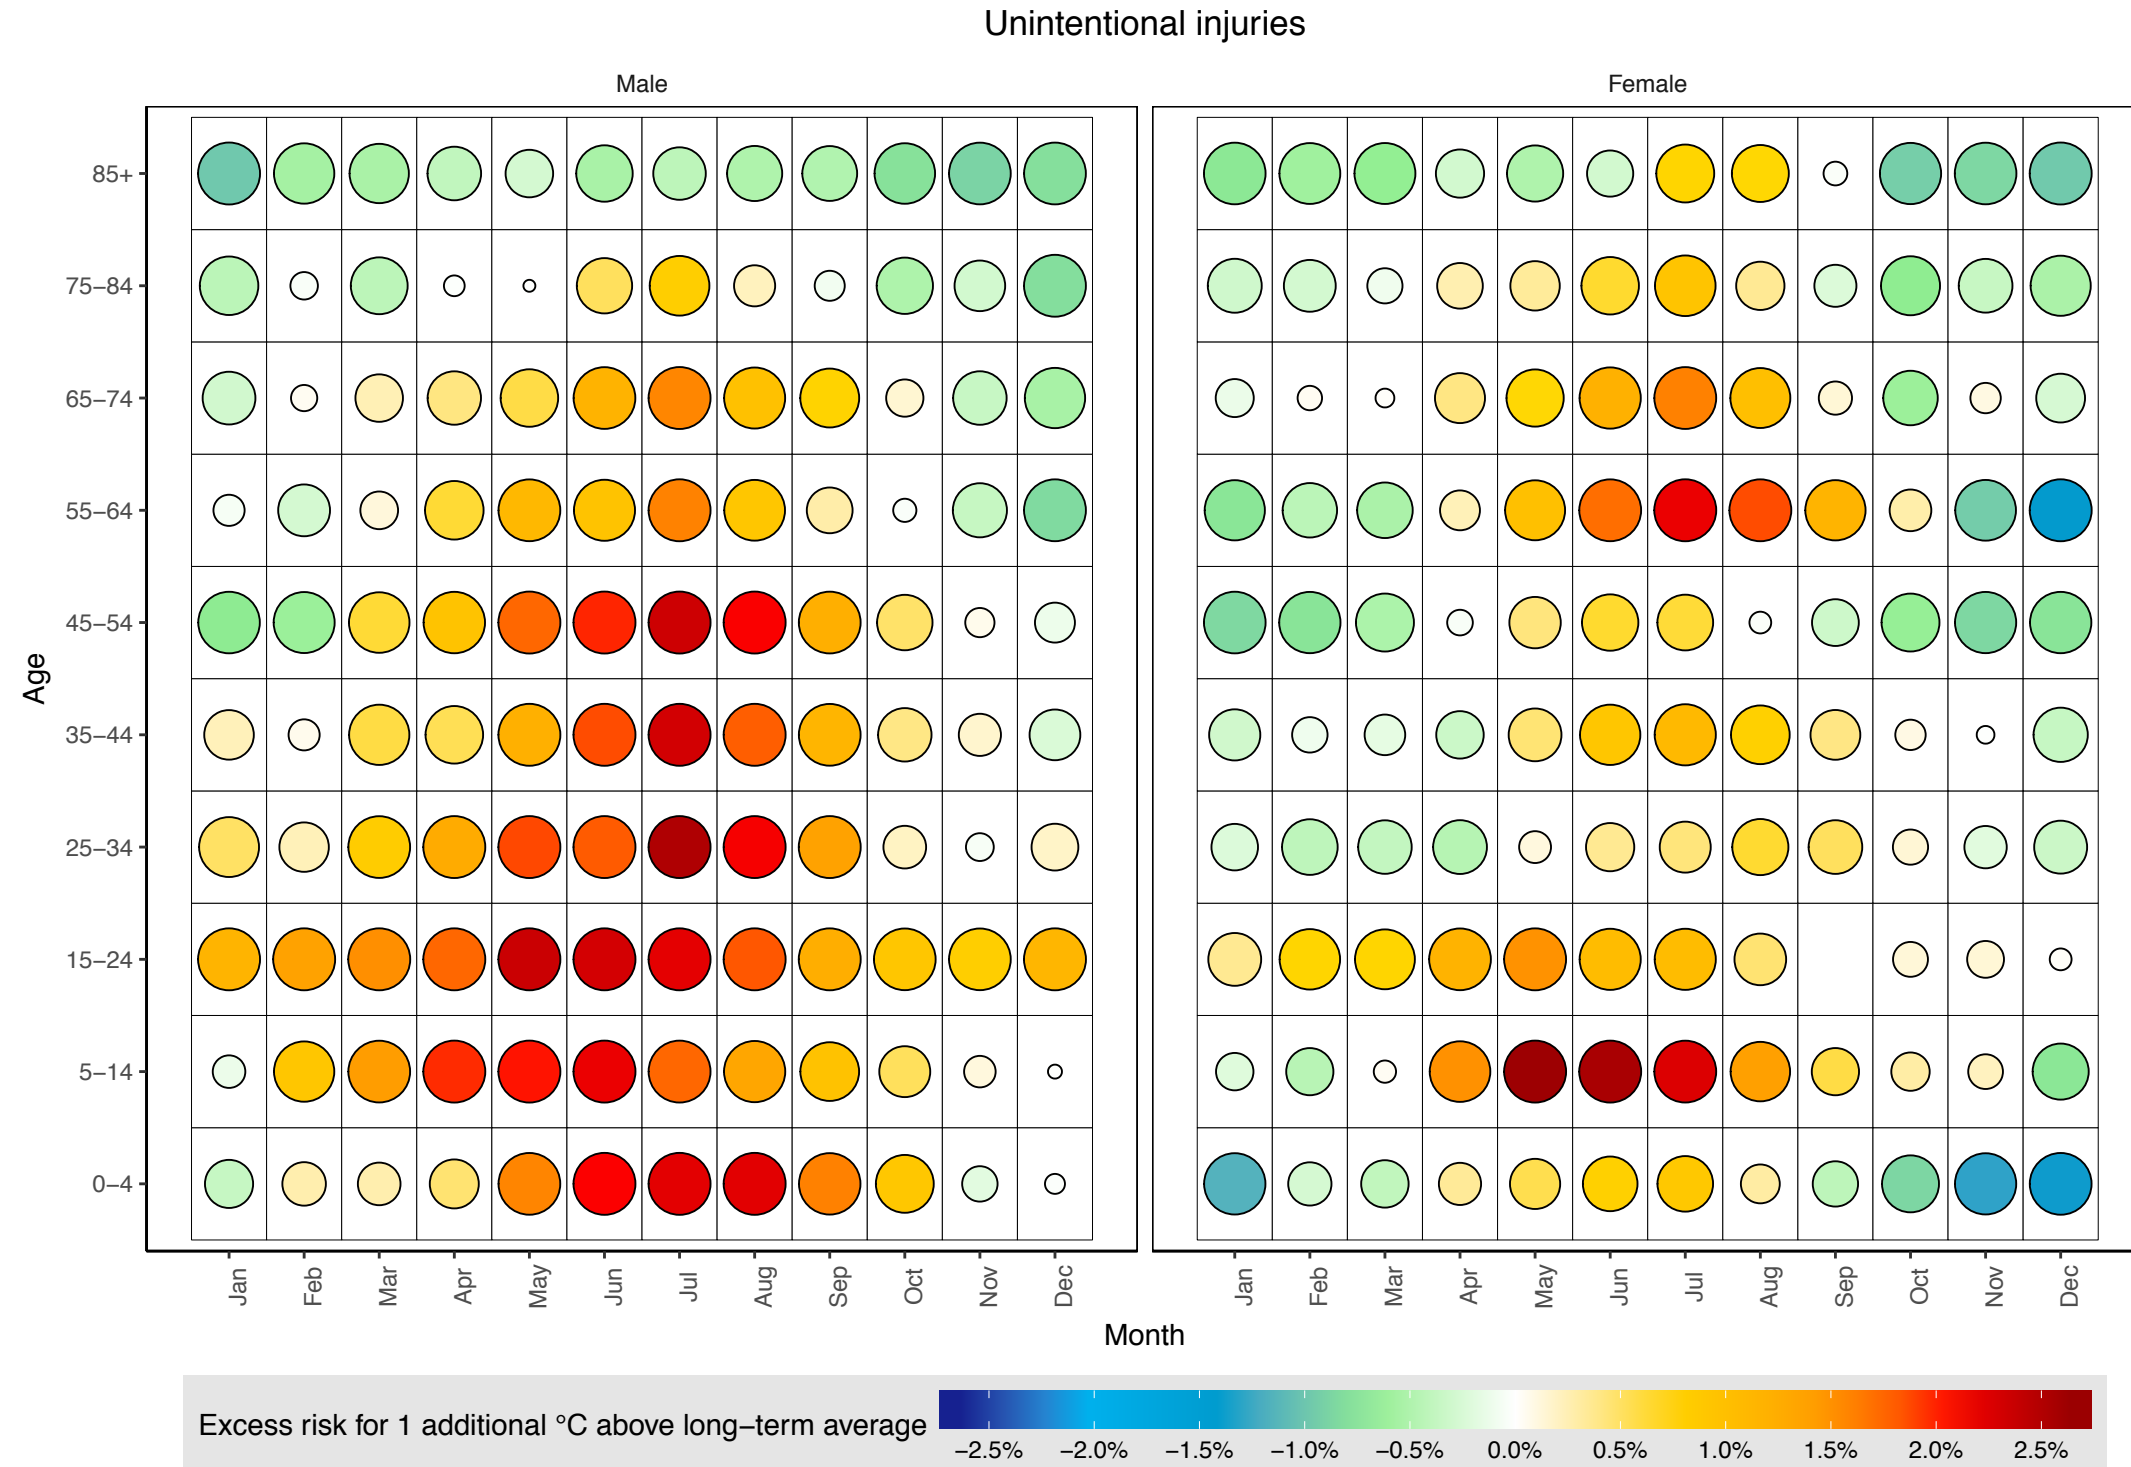 Unintentional injuries
Male
Female
85+
75−84
65−74
55−64
45−54
35−44
25−34
15−24
5−14
0−4
Age
Jan Feb Mar Apr May Jun Jul Aug Sep Oct Nov Dec
Jan Feb Mar Apr May Jun Jul Aug Sep Oct Nov Dec
Month
Excess risk for 1 additional °C above long−term average
−2.5% −2.0% −1.5% −1.0% −0.5% 0.0% 0.5% 1.0% 1.5% 2.0% 2.5%